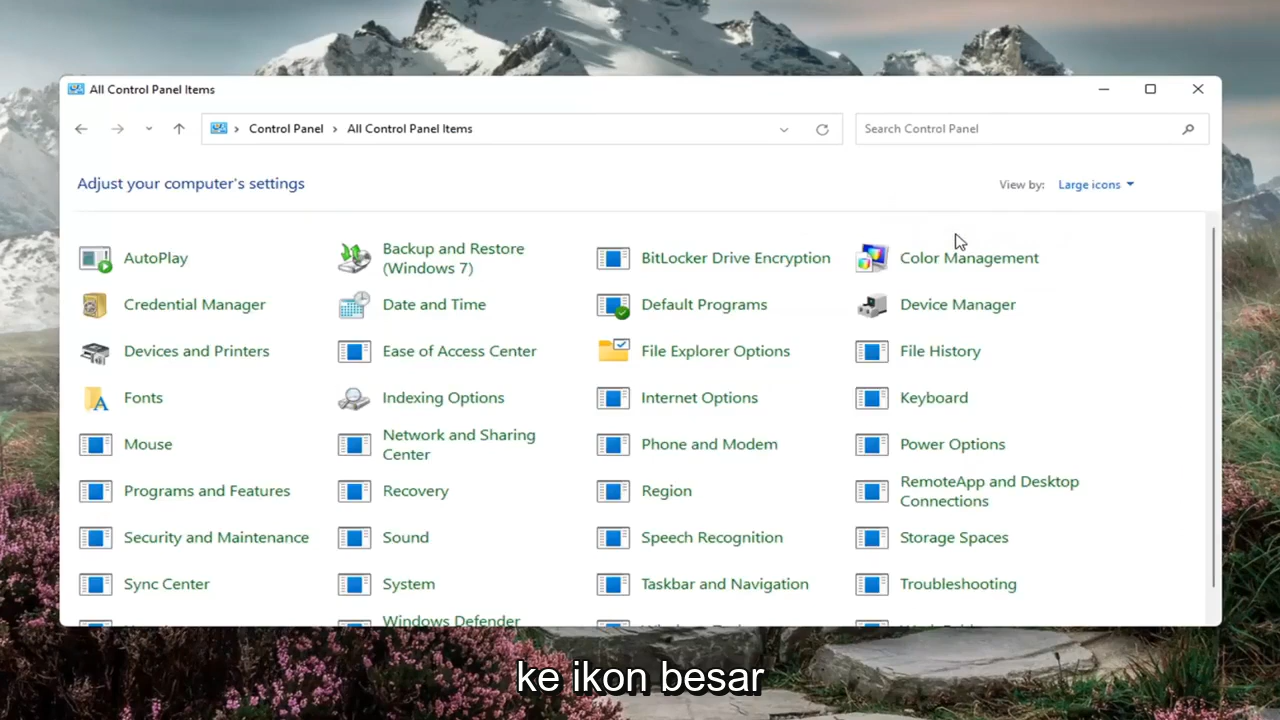 All Control Panel Items
Control Panel > All Control Panel Items
Search Control Panel
Adjust your computer's settings
View by: Large icons
AutoPlay
Backup and Restore
(Windows 7)
BitLocker Drive Encryption
Color Management
Credential Manager
Date and Time
Default Programs
Device Manager
Devices and Printers
Ease of Access Center
File Explorer Options
File History
Fonts
Indexing Options
Internet Options
Keyboard
Mouse
Network and Sharing
Center
Phone and Modem
Power Options
Programs and Features
Recovery
Region
RemoteApp and Desktop
Connections
Security and Maintenance
Sound
Speech Recognition
Storage Spaces
Sync Center
System
Taskbar and Navigation
Troubleshooting
Windows Defender
ke ikon besar